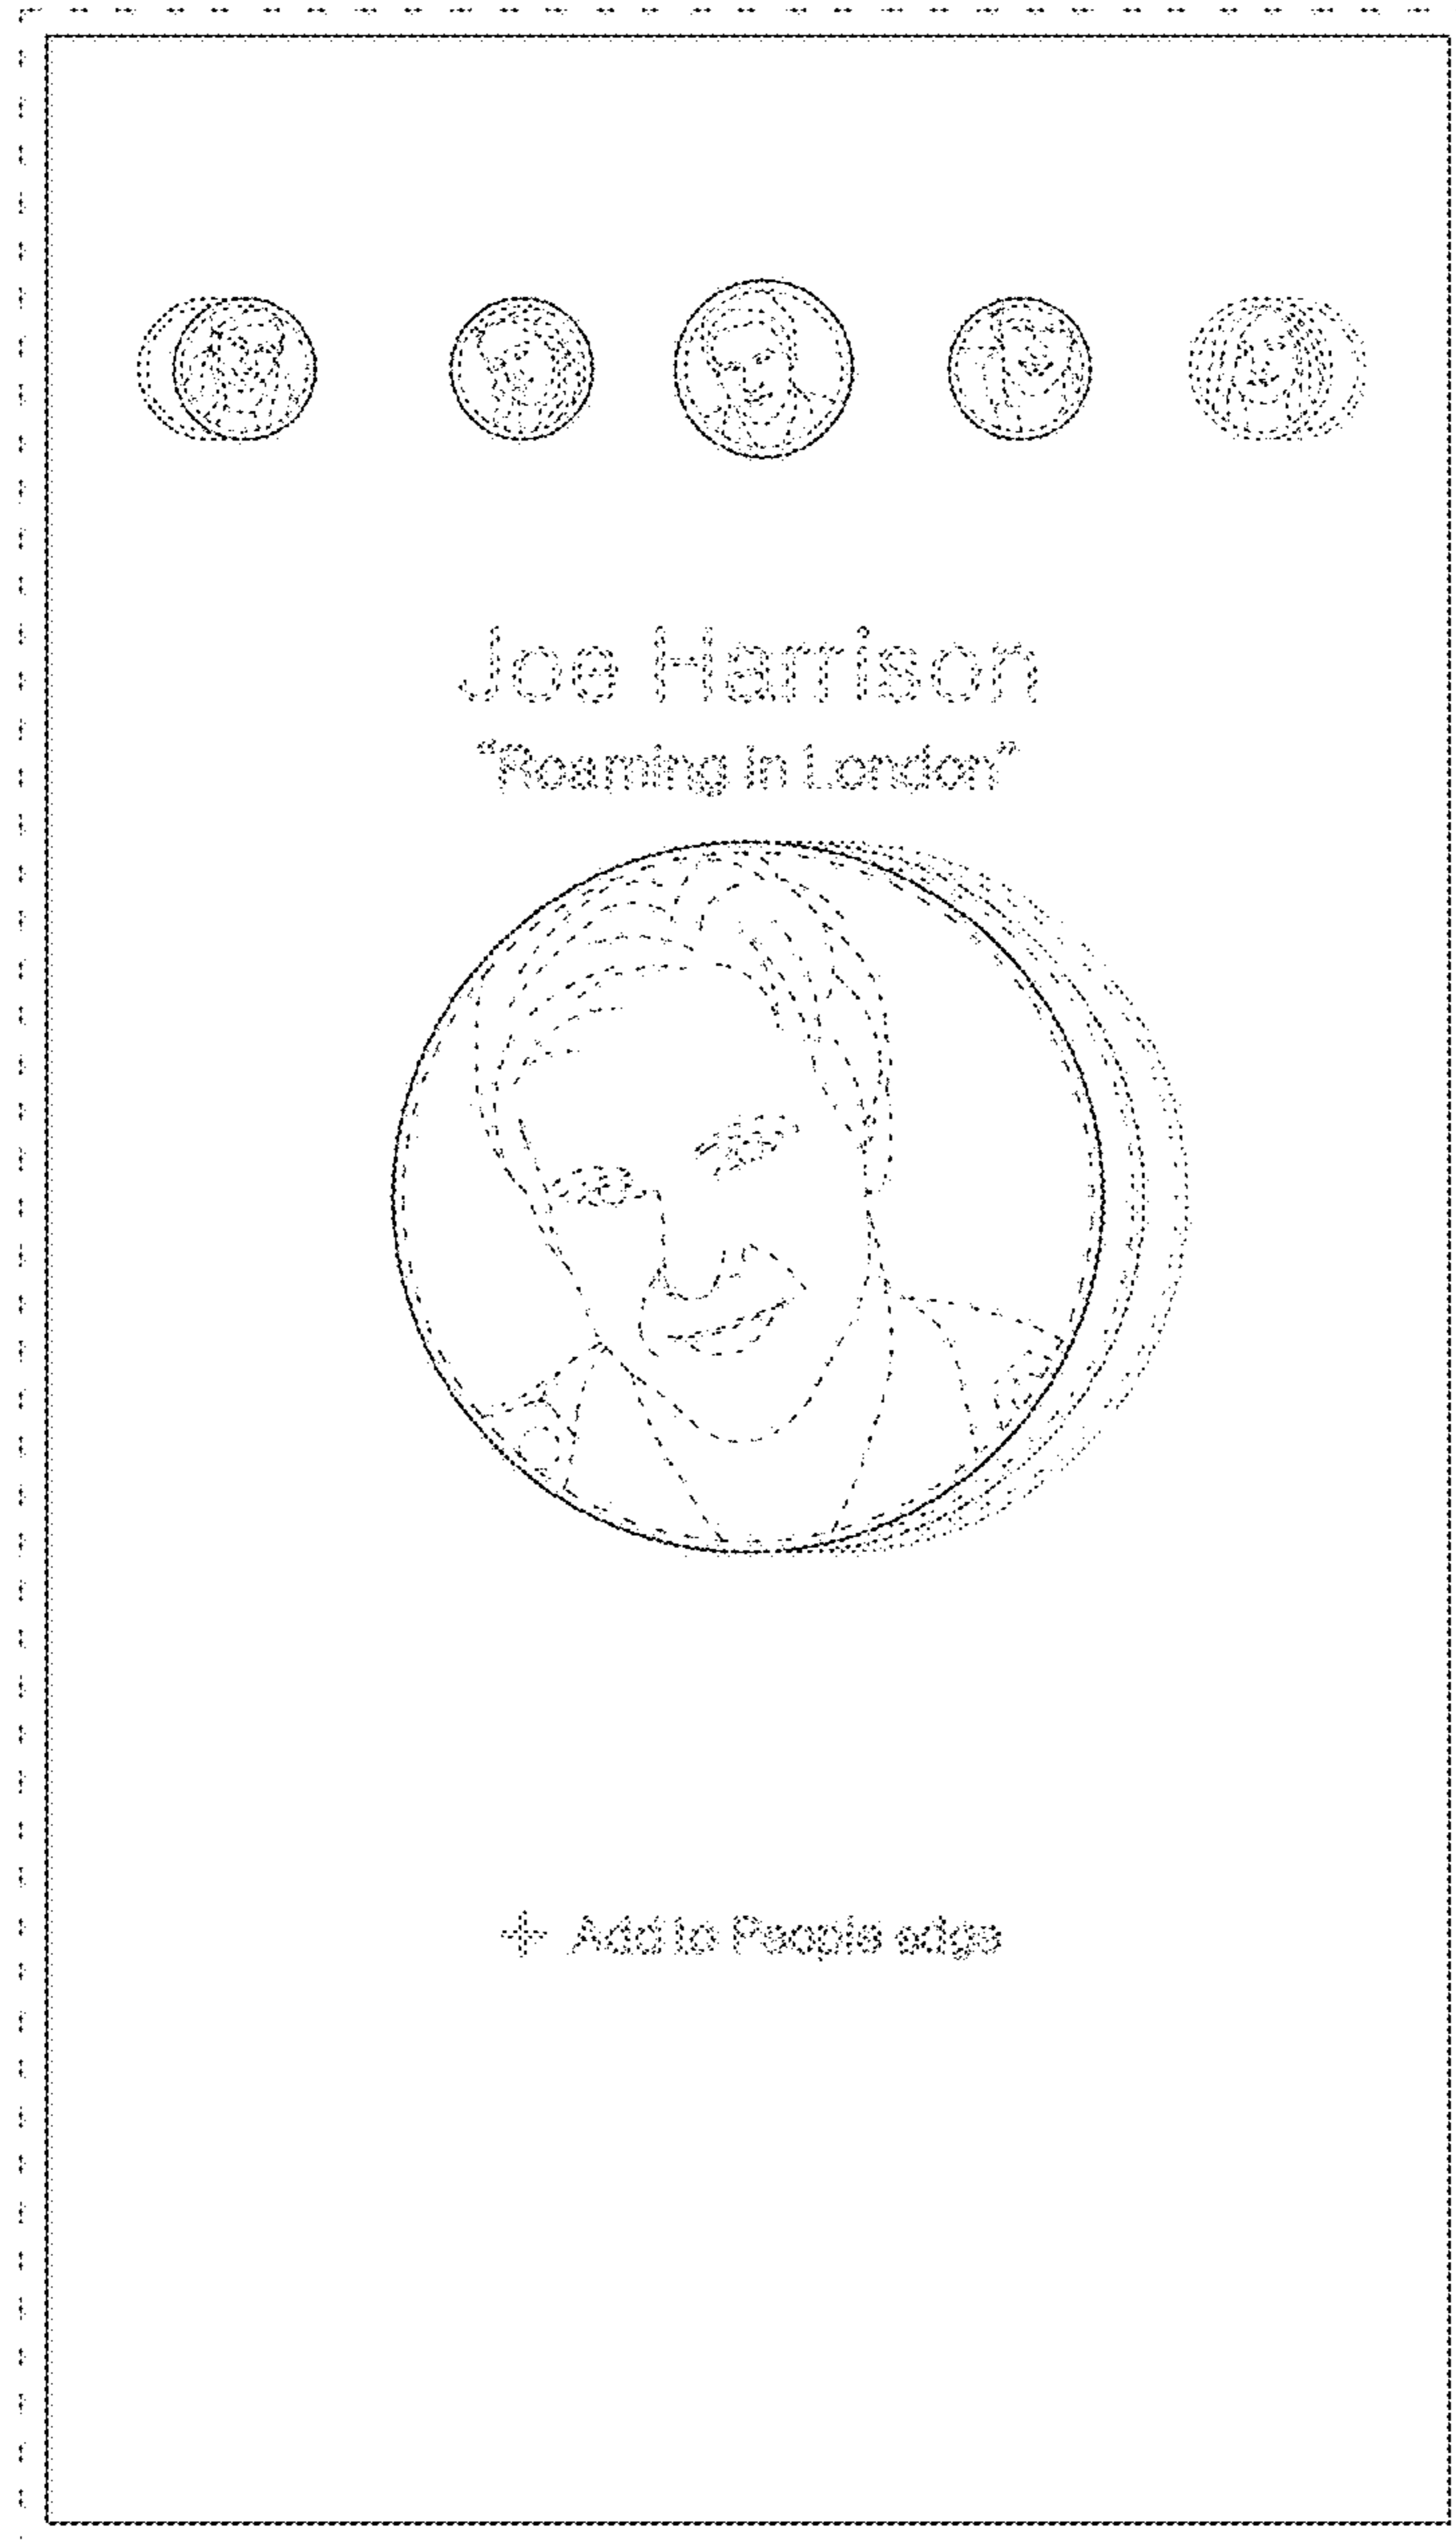 Joe Harrison
“Roaming in London”
+ Add to People edge